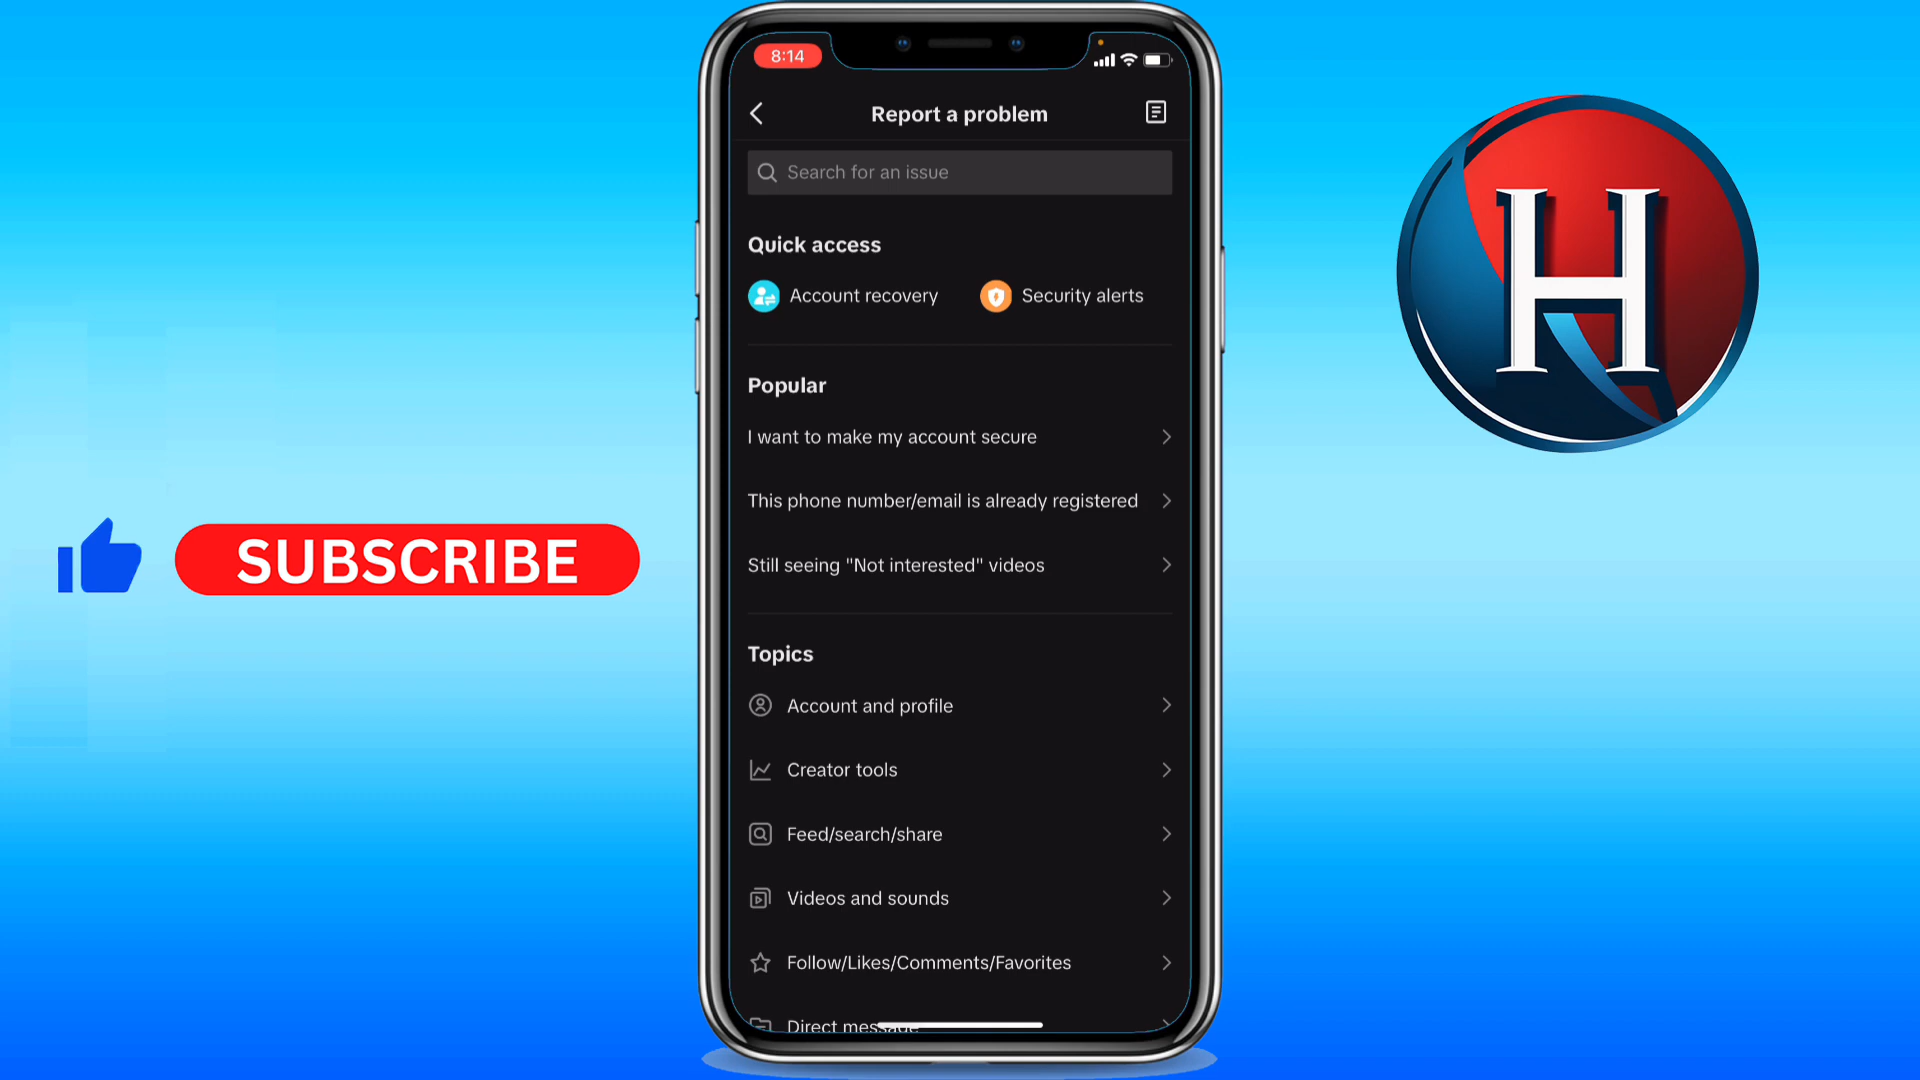 8:14
Report a problem
Search for an issue
Quick access
Account recovery
Security alerts
Popular
I want to make my account secure
This phone number/email is already registered
Still seeing "Not interested" videos
Topics
Account and profile
Creator tools
Feed/search/share
Videos and sounds
Follow/Likes/Comments/Favorites
Direct message
SUBSCRIBE
H